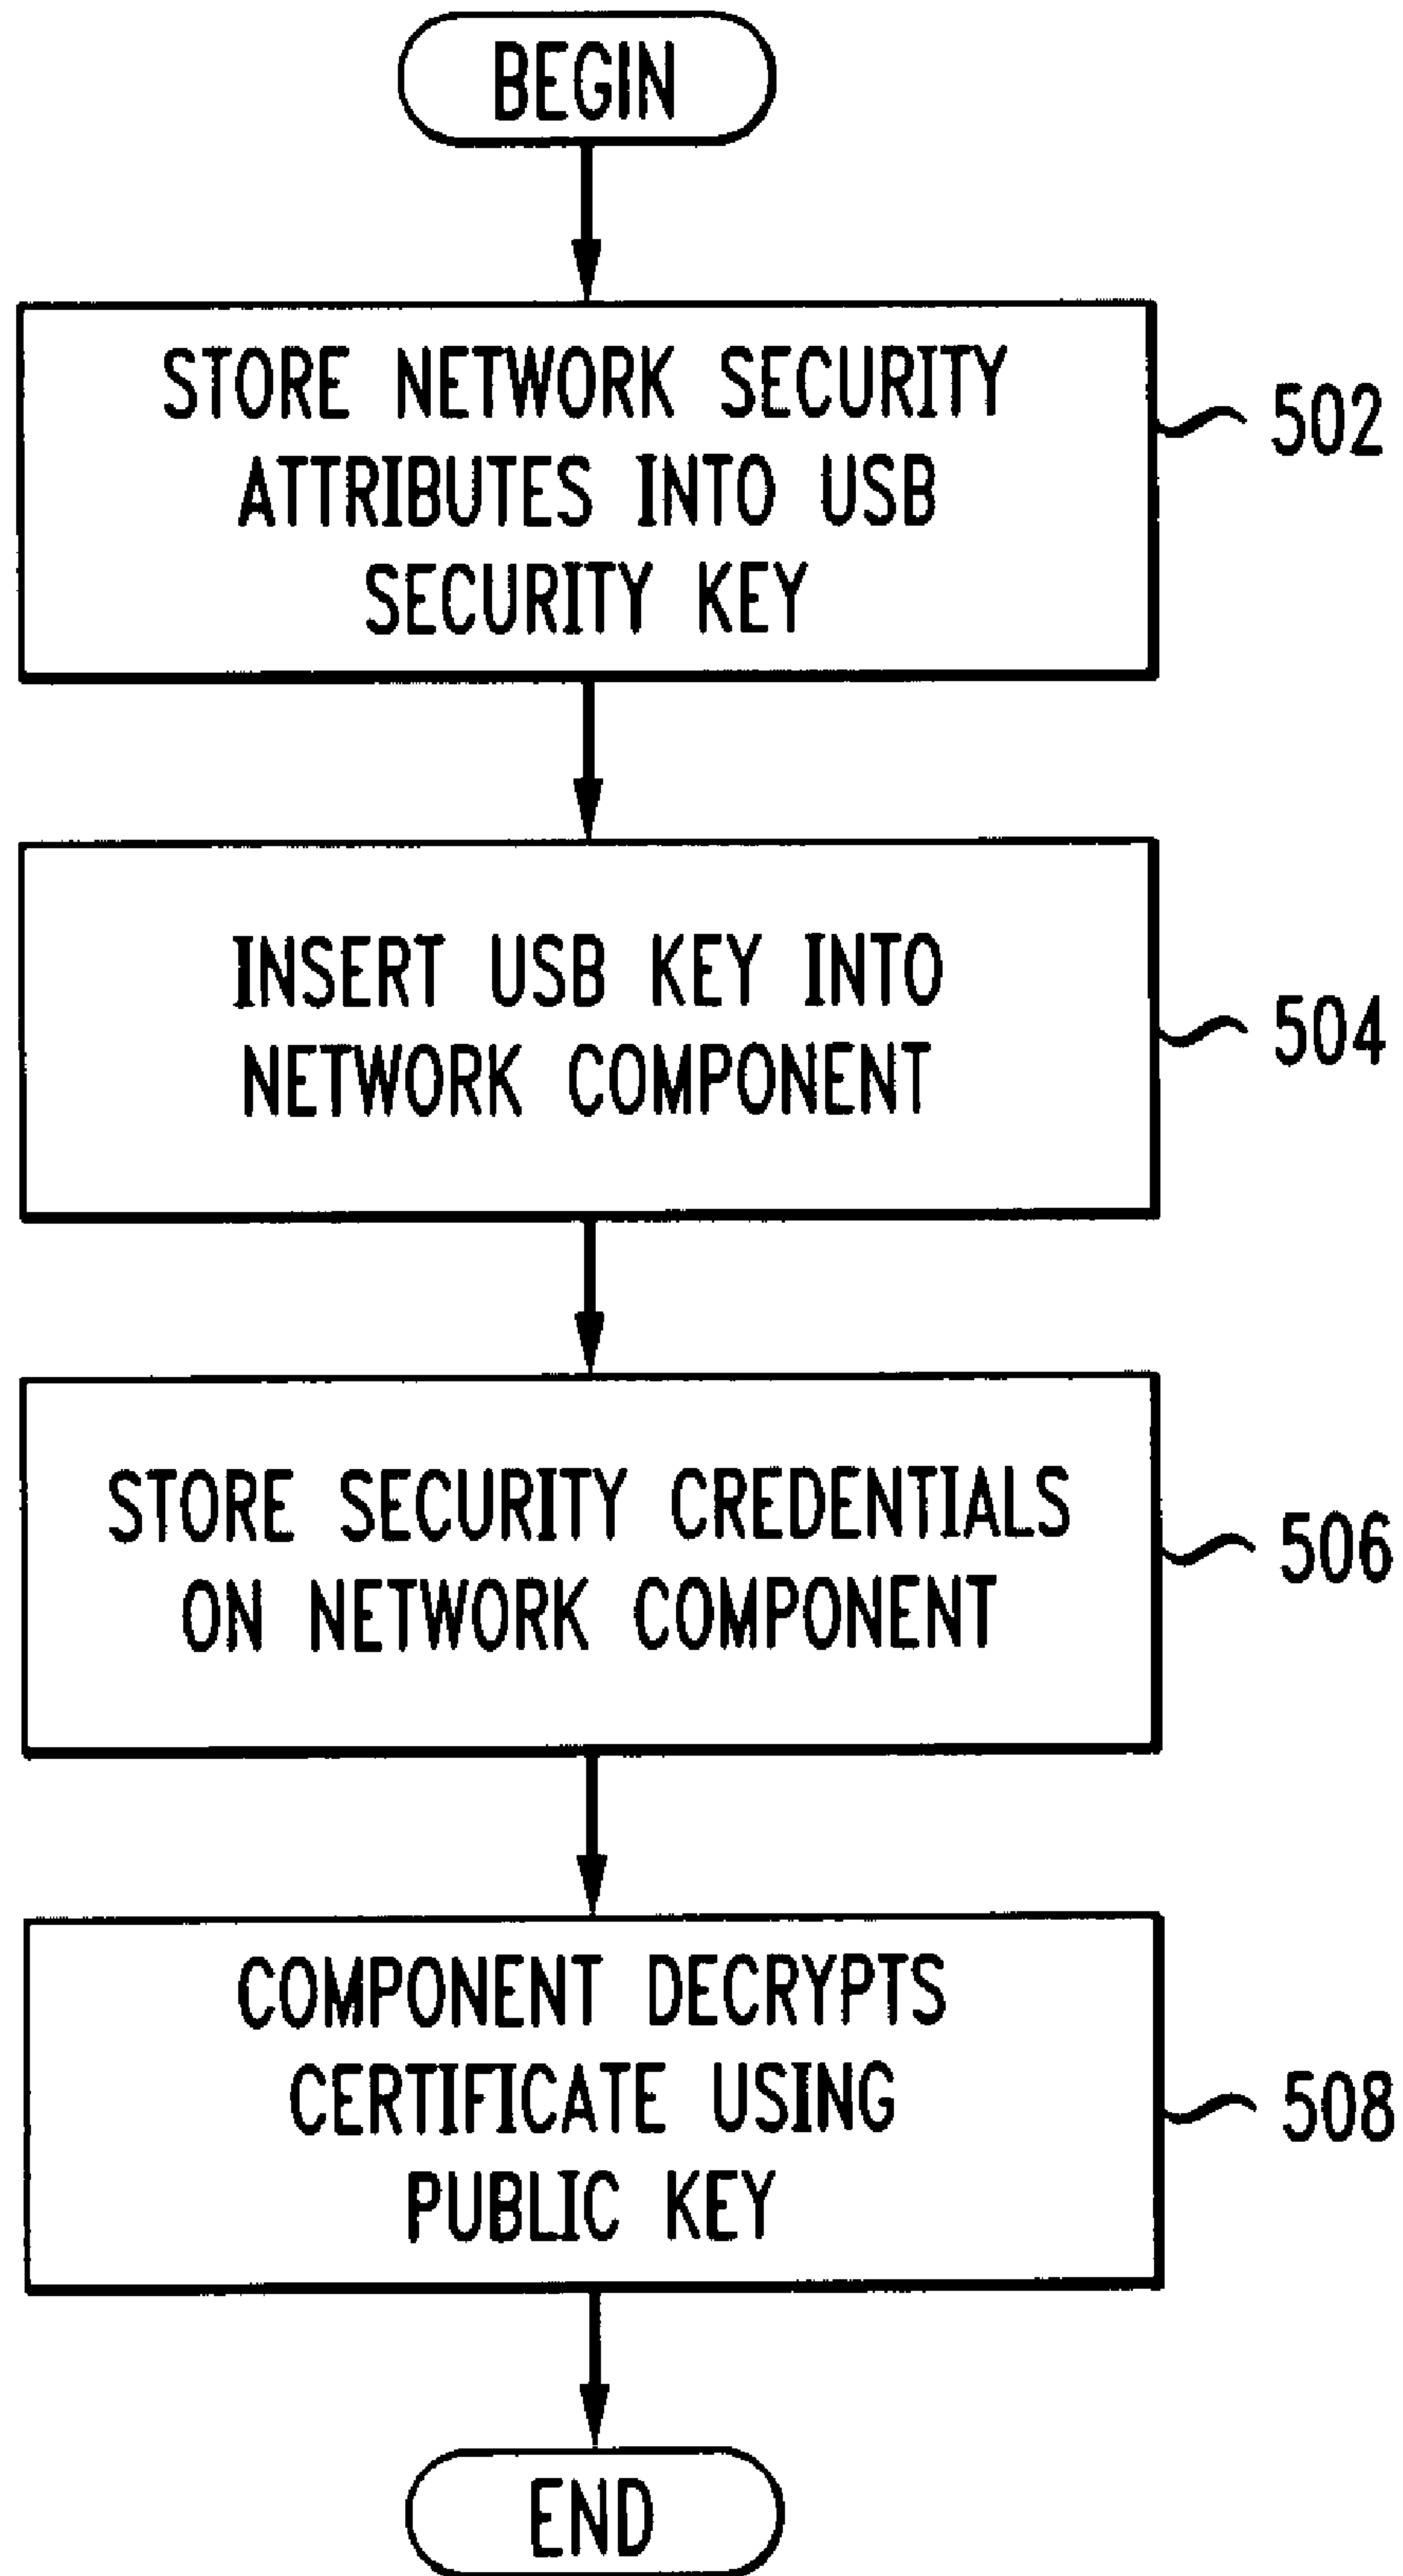 BEGIN
STORE NETWORK SECURITY
ATTRIBUTES INTO USB
SECURITY KEY
502
INSERT USB KEY INTO
NETWORK COMPONENT
504
STORE SECURITY CREDENTIALS
ON NETWORK COMPONENT
506
COMPONENT DECRYPTS
CERTIFICATE USING
PUBLIC KEY
508
END